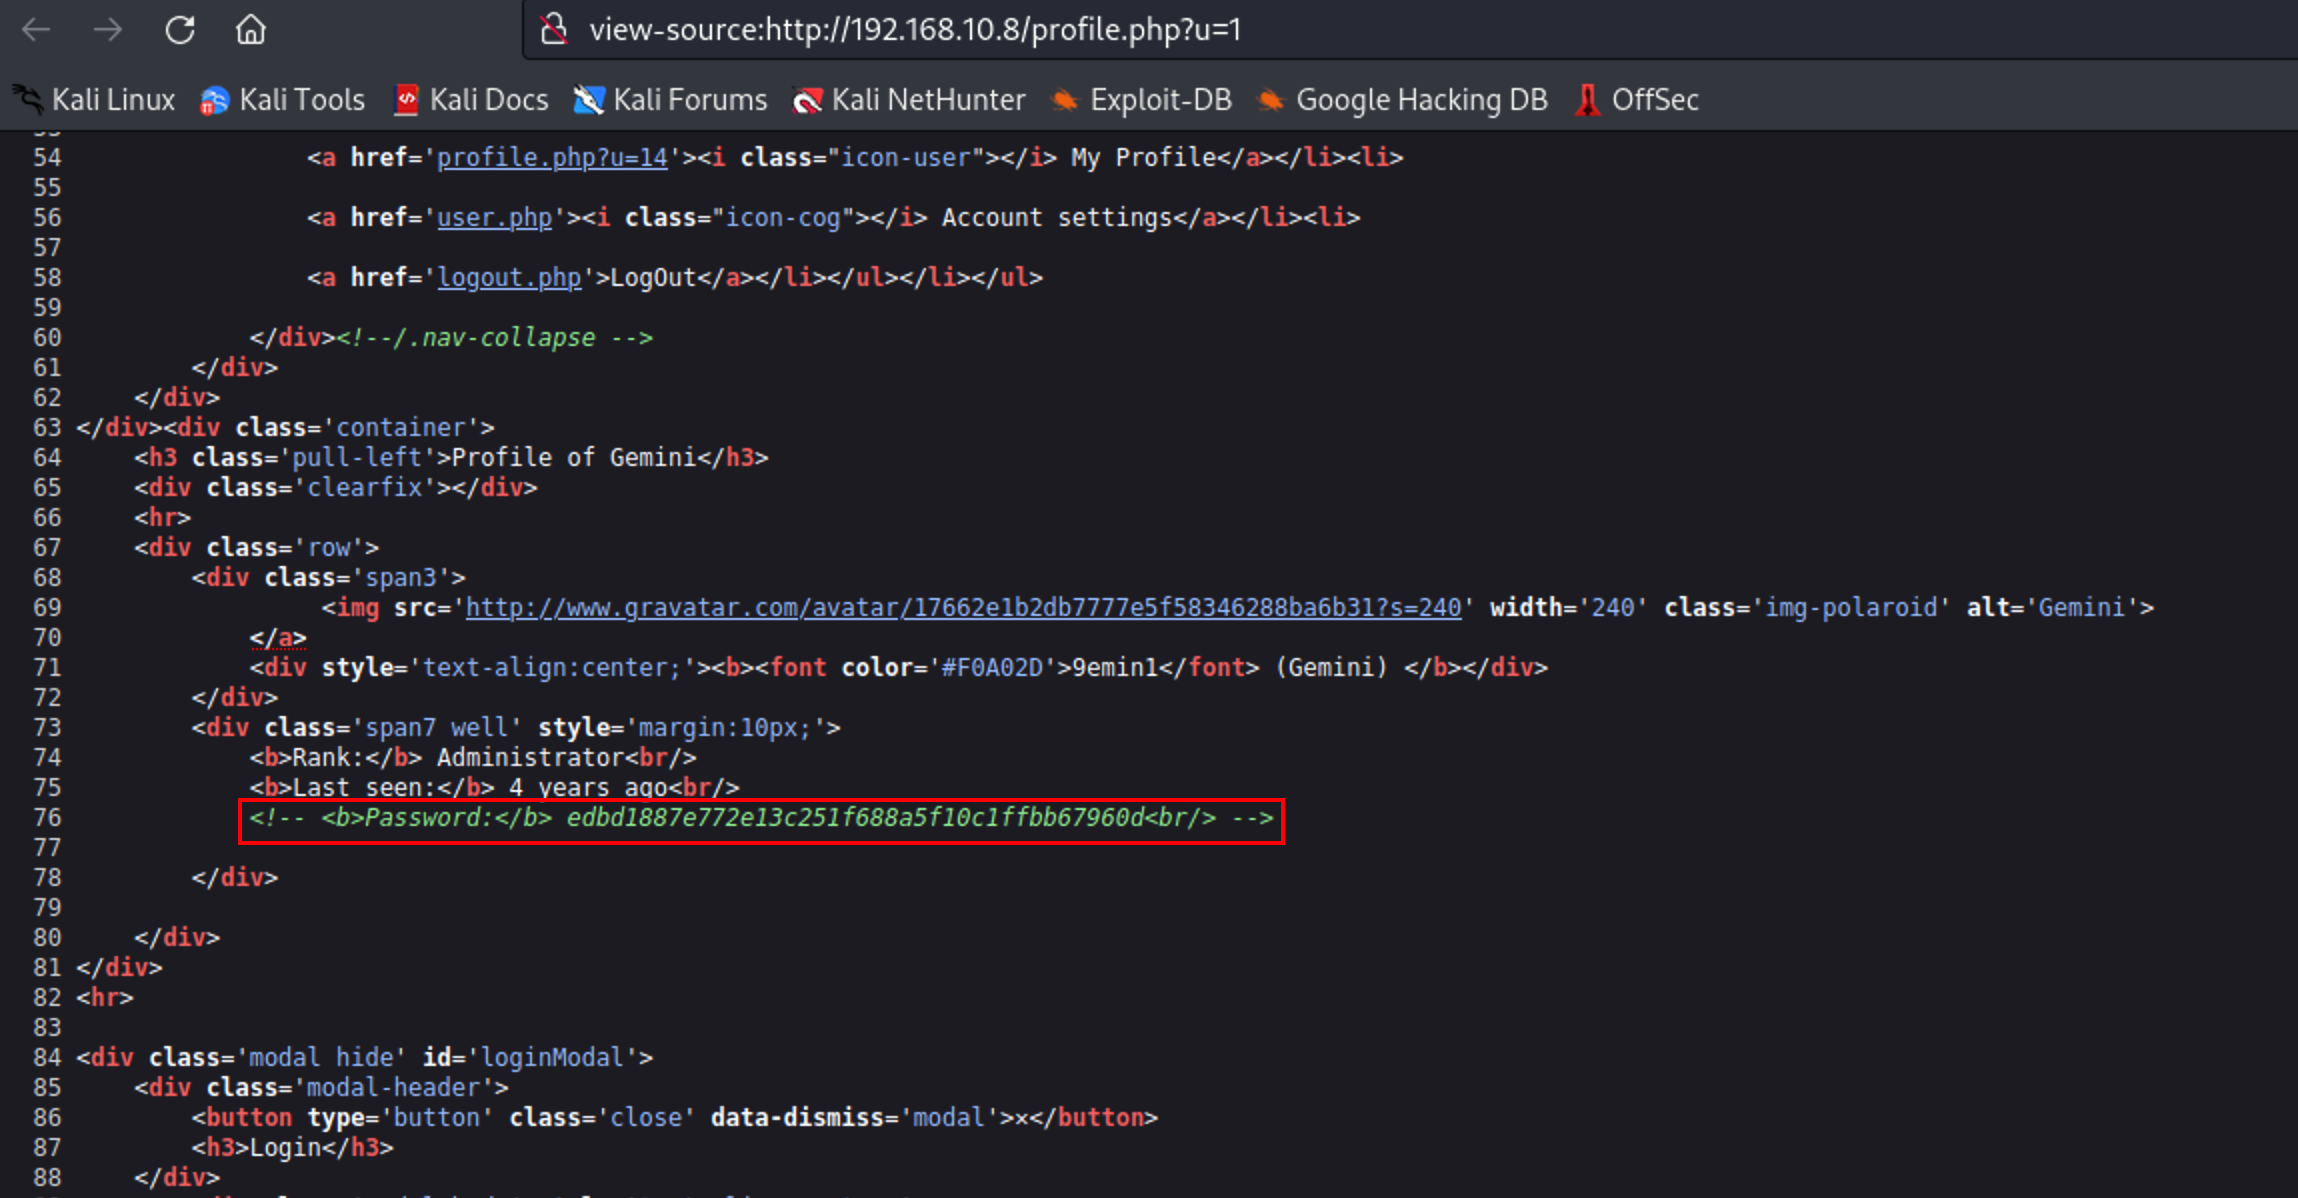 view-source:http://192.168.10.8/profile.php?u=1
Kali Linux Kali Tools Kali Docs Kali Forums Kali NetHunter Exploit-DB Google Hacking DB OffSec
54 <a href='profile.php?u=14'><i class="icon-user"></i> My Profile</a></li><li>
55
56 <a href='user.php'><i class="icon-cog"></i> Account settings</a></li><li>
57
58 <a href='logout.php'>LogOut</a></li></ul></li></ul>
59
60 </div><!--/.nav-collapse -->
61 </div>
62 </div>
63 </div><div class='container'>
64 <h3 class='pull-left'>Profile of Gemini</h3>
65 <div class='clearfix'></div>
66 <hr>
67 <div class='row'>
68 <div class='span3'>
69 <img src='http://www.gravatar.com/avatar/17662e1b2db7777e5f58346288ba6b31?s=240' width='240' class='img-polaroid' alt='Gemini'>
70 </a>
71 <div style='text-align:center;'><b><font color='#F0A02D'>9emin1</font> (Gemini) </b></div>
72 </div>
73 <div class='span7 well' style='margin:10px;'>
74 <b>Rank:</b> Administrator<br/>
75 <b>Last seen:</b> 4 years ago<br/>
76 <!-- <b>Password:</b> edbd1887e772e13c251f688a5f10c1ffbb67960d<br/> -->
77
78 </div>
79
80 </div>
81 </div>
82 <hr>
83
84 <div class='modal hide' id='loginModal'>
85 <div class='modal-header'>
86 <button type='button' class='close' data-dismiss='modal'>×</button>
87 <h3>Login</h3>
88 </div>